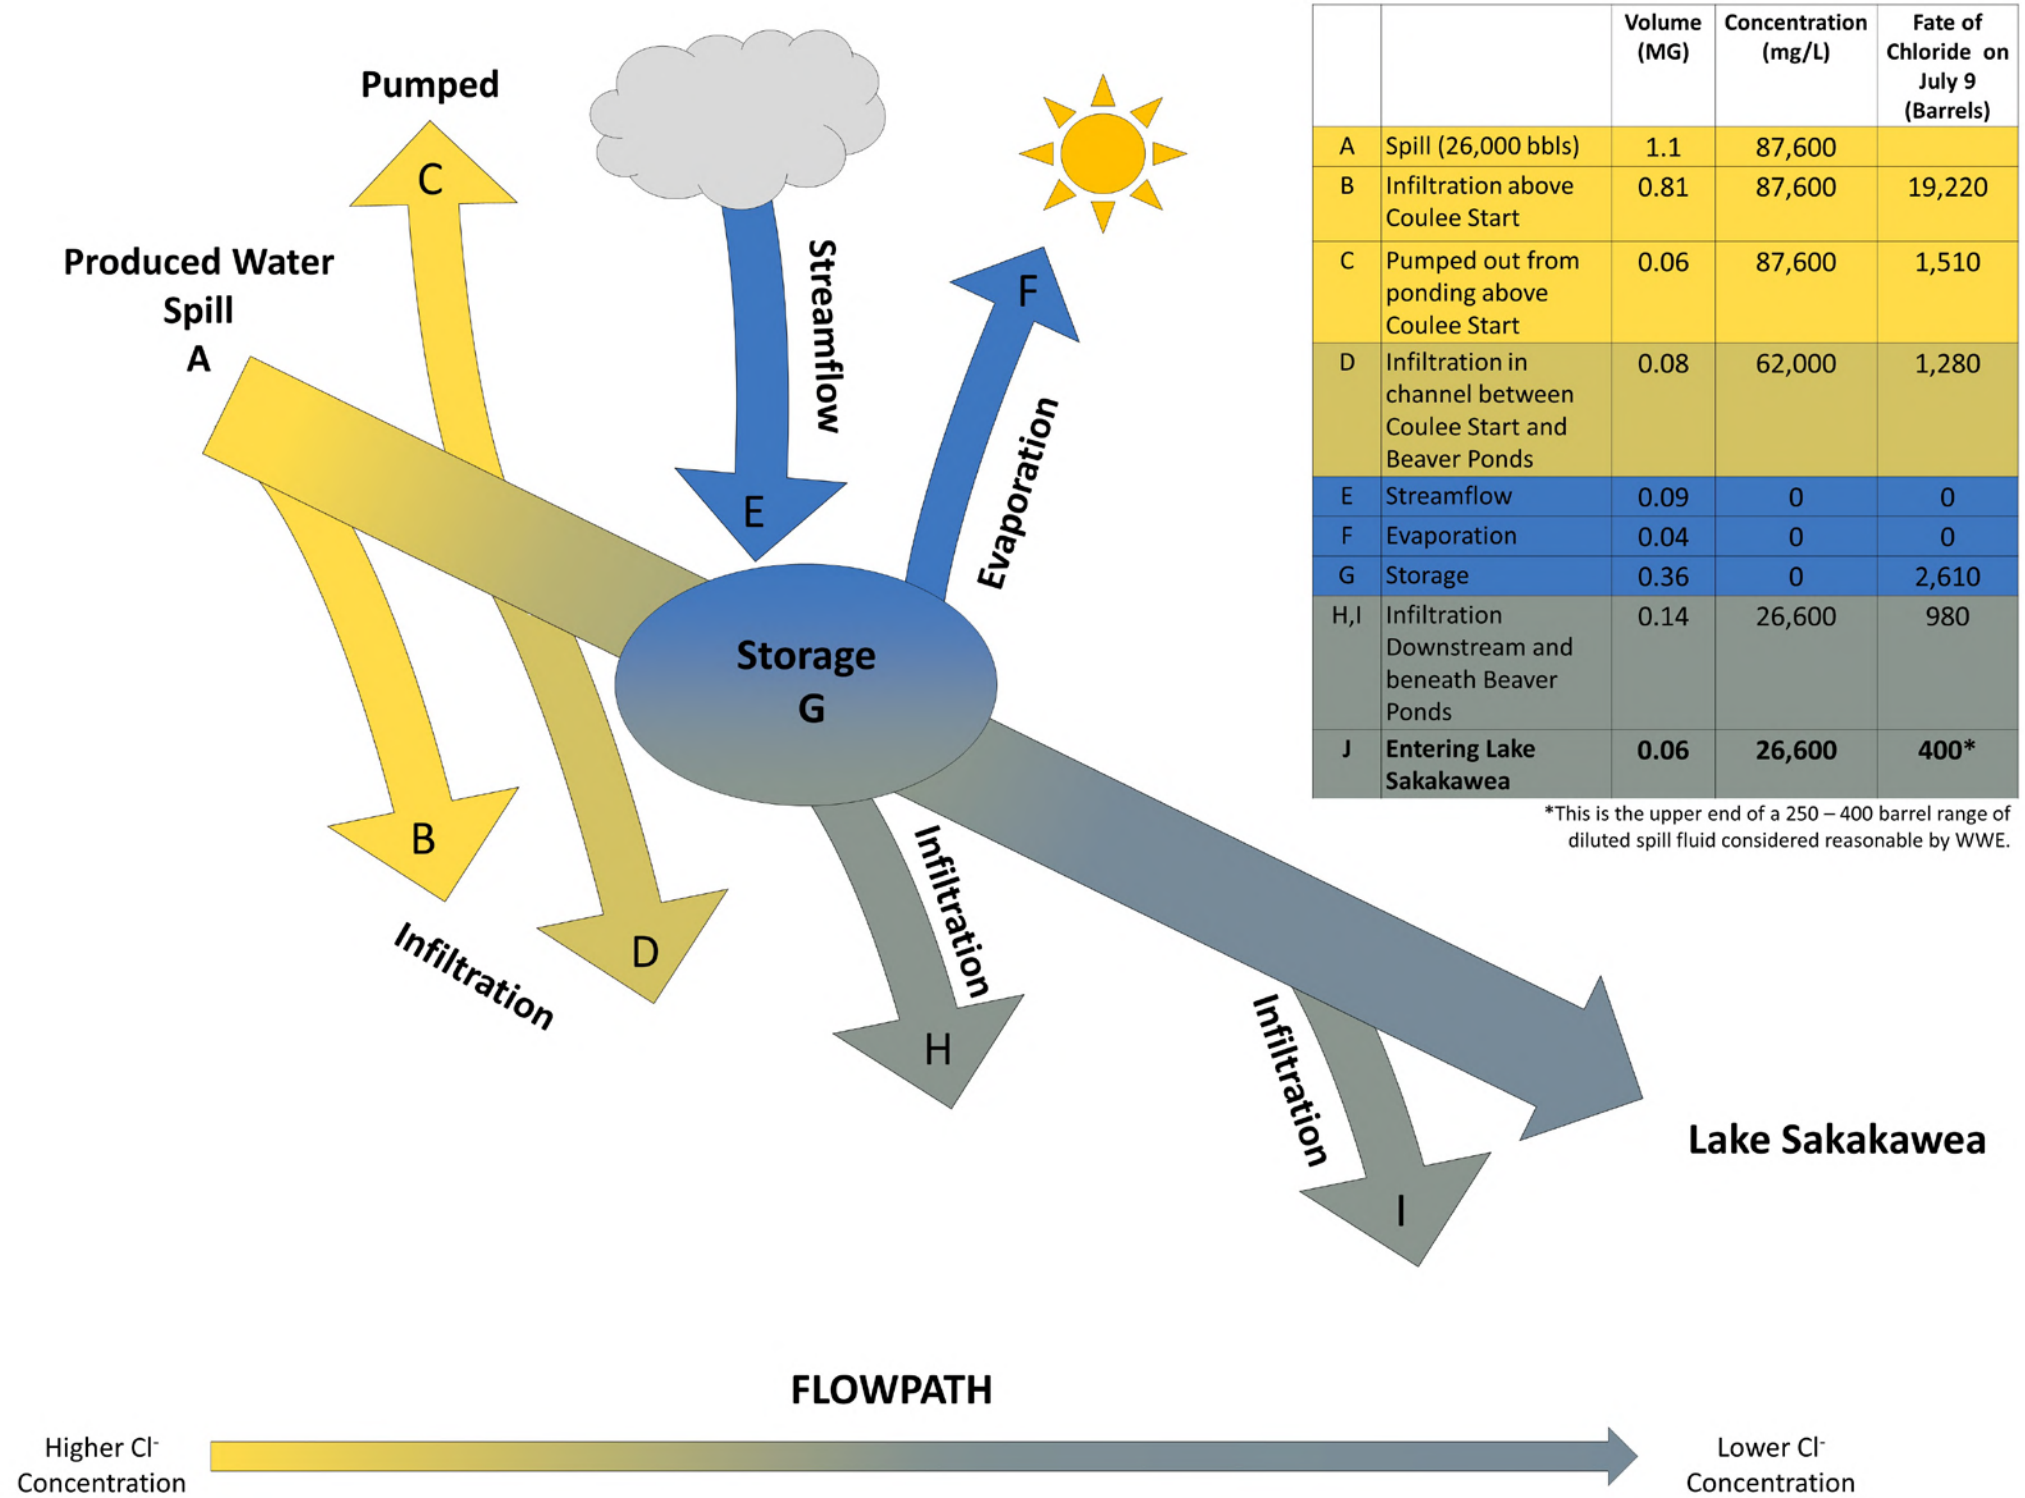 Pumped
C
Produced Water
Spill
A
Streamflow
E
F
Evaporation
Storage
G
B
D
Infiltration
Infiltration
H
Infiltration
I
Lake Sakakawea
Volume (MG) Concentration (mg/L) Fate of Chloride on July 9 (Barrels)
A Spill (26,000 bbls) 1.1 87,600
B Infiltration above 0.81 87,600 19,220
Coulee Start
C Pumped out from 0.06 87,600 1,510
ponding above
Coulee Start
D Infiltration in 0.08 62,000 1,280
channel between
Coulee Start and
Beaver Ponds
E Streamflow 0.09 0 0
F Evaporation 0.04 0 0
G Storage 0.36 0 2,610
H,I Infiltration 0.14 26,600 980
Downstream and
beneath Beaver
Ponds
J Entering Lake 0.06 26,600 400*
Sakakawea
*This is the upper end of a 250 – 400 barrel range of
diluted spill fluid considered reasonable by WWE.
FLOWPATH
Higher Cl⁻
Concentration
Lower Cl⁻
Concentration